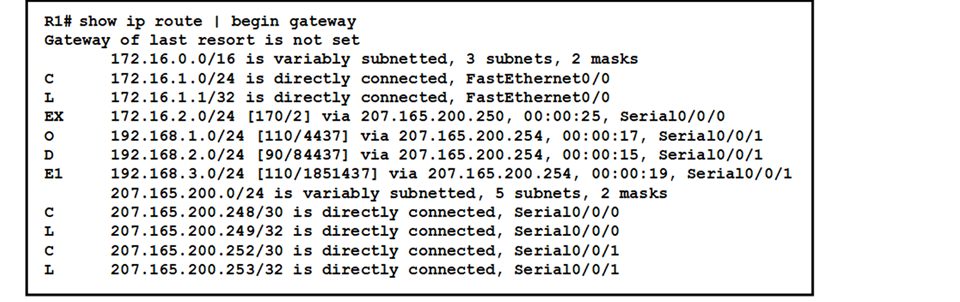 R1# show ip route | begin gateway
Gateway of last resort is not set
172.16.0.0/16 is variably subnetted, 3 subnets, 2 masks
C 172.16.1.0/24 is directly connected, FastEthernet0/0
L 172.16.1.1/32 is directly connected, FastEthernet0/0
EX 172.16.2.0/24 [170/2] via 207.165.200.250, 00:00:25, Serial0/0/0
O 192.168.1.0/24 [110/4437] via 207.165.200.254, 00:00:17, Serial0/0/1
D 192.168.2.0/24 [90/84437] via 207.165.200.254, 00:00:15, Serial0/0/1
E1 192.168.3.0/24 [110/1851437] via 207.165.200.254, 00:00:19, Serial0/0/1
207.165.200.0/24 is variably subnetted, 5 subnets, 2 masks
C 207.165.200.248/30 is directly connected, Serial0/0/0
L 207.165.200.249/32 is directly connected, Serial0/0/0
C 207.165.200.252/30 is directly connected, Serial0/0/1
L 207.165.200.253/32 is directly connected, Serial0/0/1